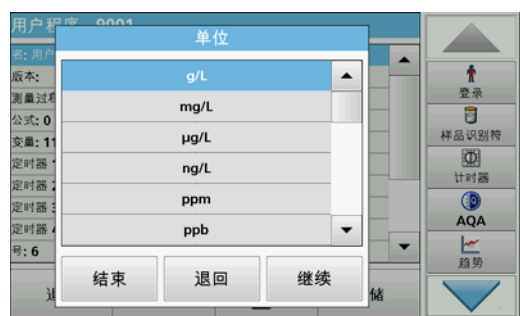 用户程序 9001
单位
名: 用户
版本:
测量过程
公式: 0
变量: 11
定时器 1
定时器 2
定时器 3
定时器 4
号: 6
g/L
mg/L
µg/L
ng/L
ppm
ppb
结束
退回
继续
储
登录
样品识别符
计时器
AQA
趋势